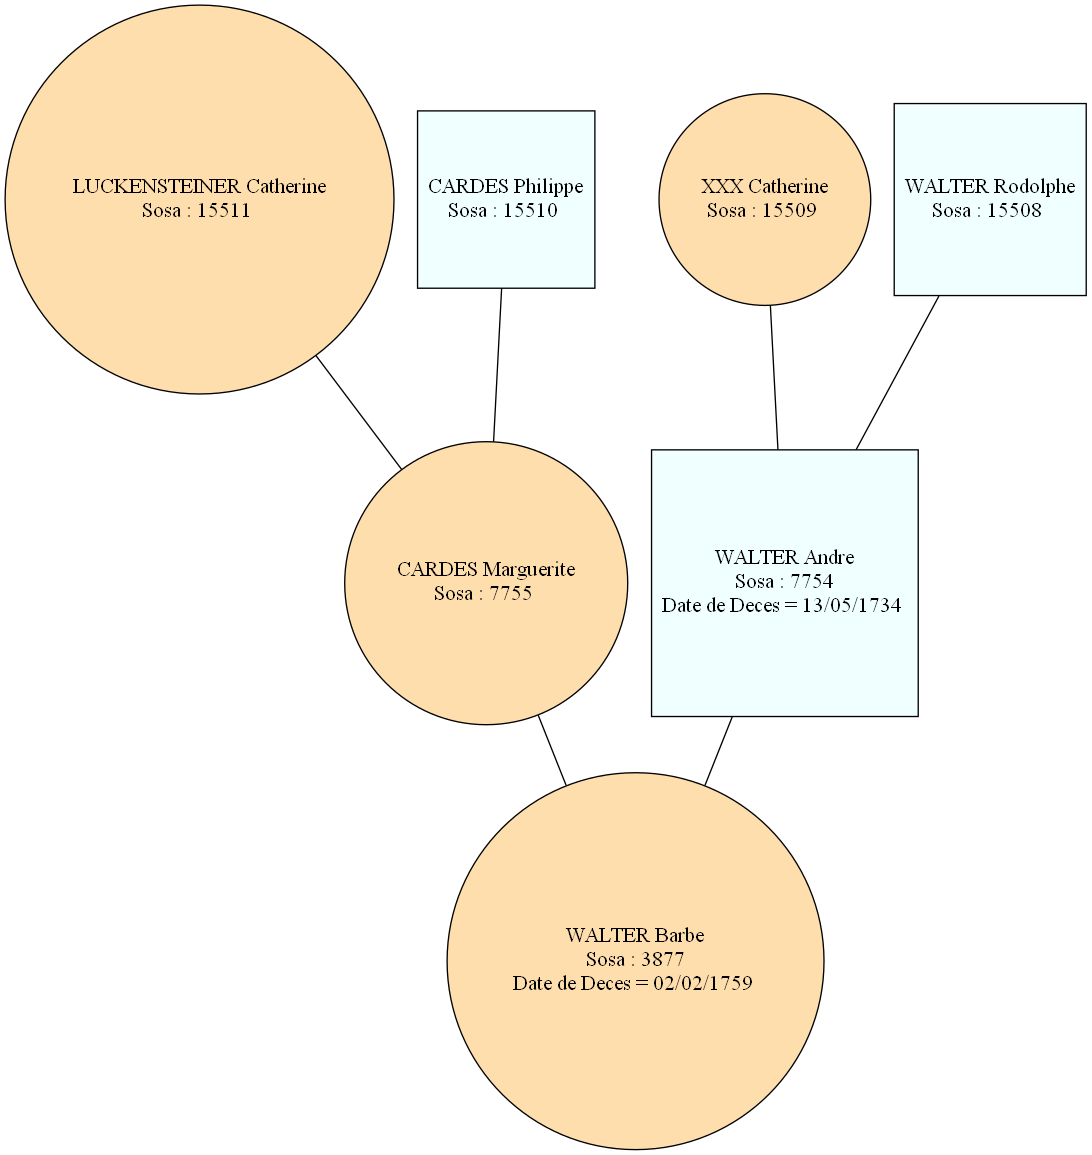 LUCKENSTEINER Catherine
Sosa : 15511
CARDES Philippe
Sosa : 15510
XXX Catherine
Sosa : 15509
WALTER Rodolphe
Sosa : 15508
CARDES Marguerite
Sosa : 7755
WALTER Andre
Sosa : 7754
Date de Deces = 13/05/1734
WALTER Barbe
Sosa : 3877
Date de Deces = 02/02/1759